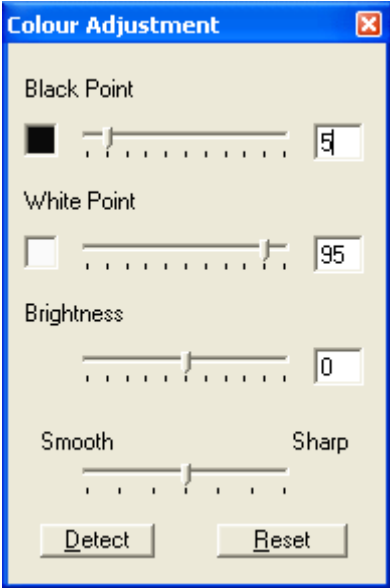 Colour Adjustment
Black Point
5
White Point
95
Brightness
0
Smooth Sharp
Detect Reset